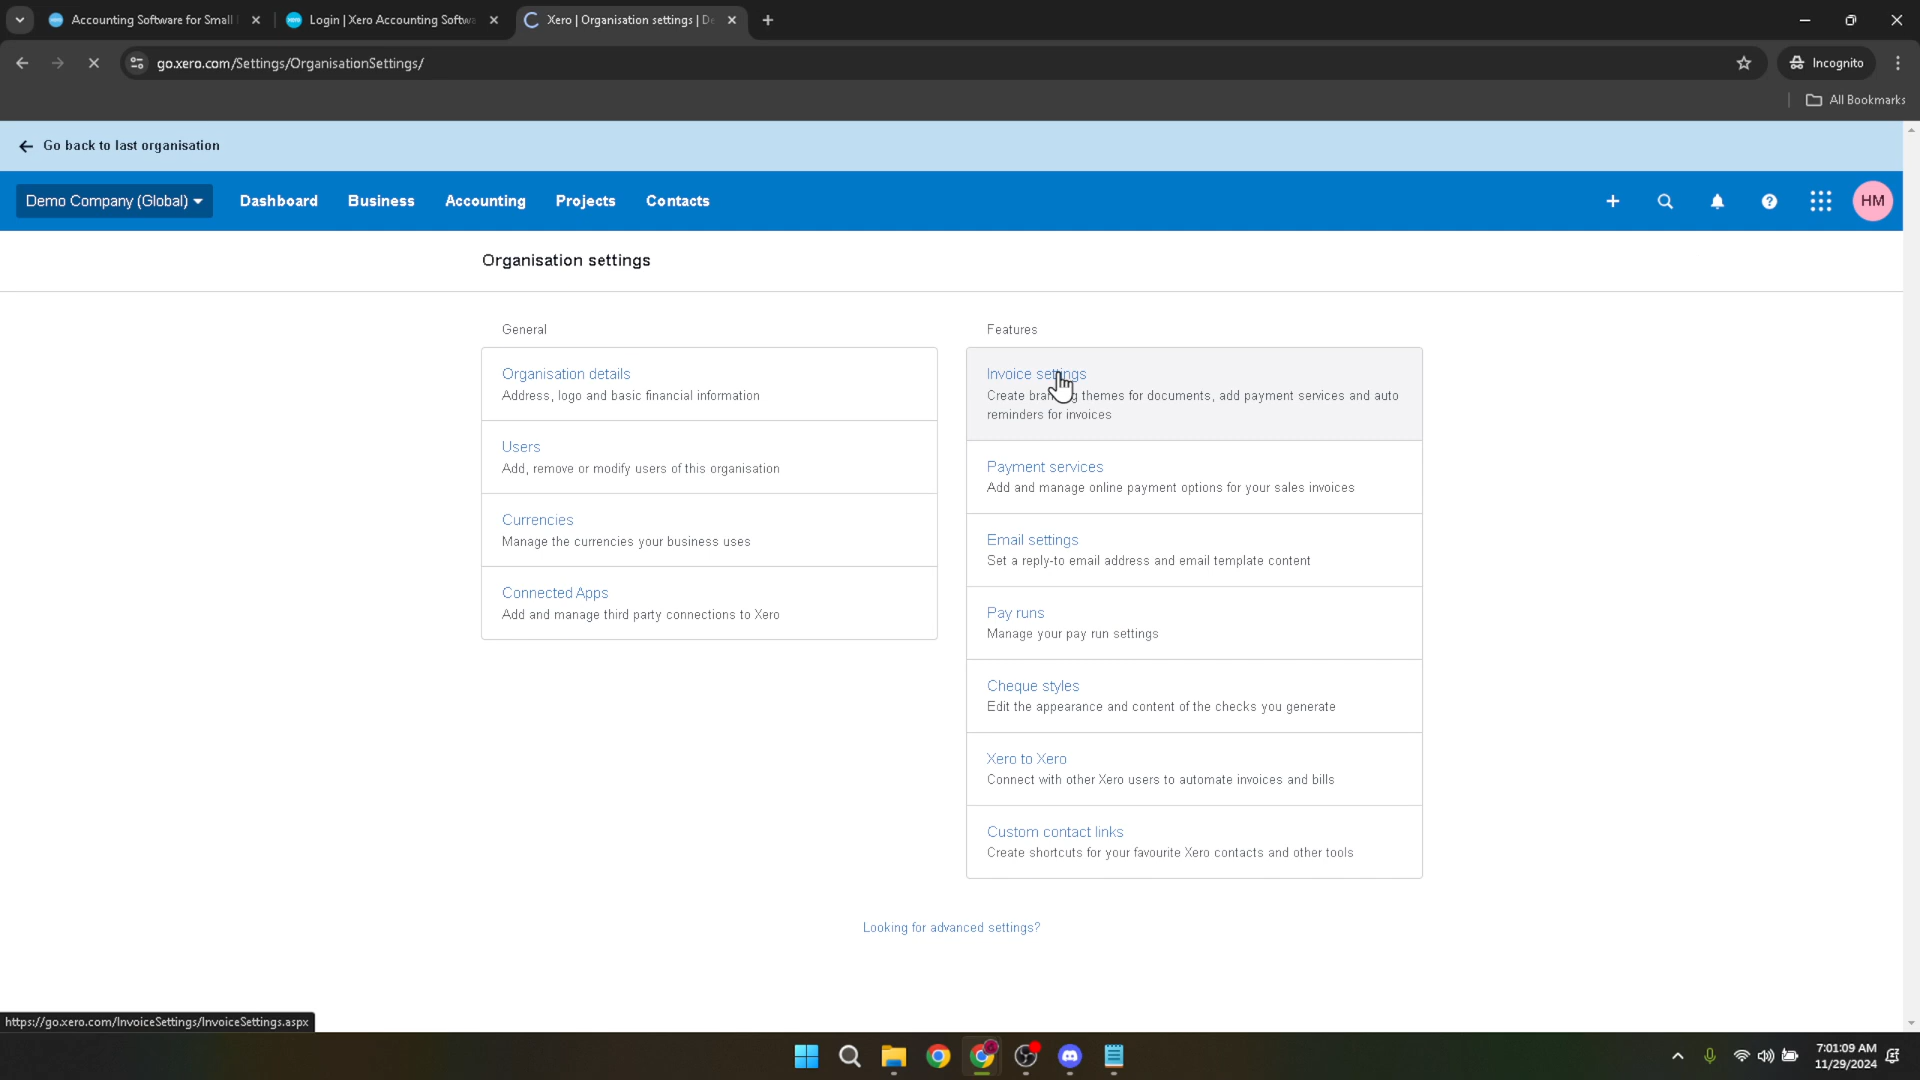 Accounting Software for Small
Login | Xero Accounting Softwa
Xero | Organisation settings | De
go.xero.com/Settings/OrganisationSettings/
Incognito
All Bookmarks
Go back to last organisation
Demo Company (Global)
Dashboard
Business
Accounting
Projects
Contacts
HM
Organisation settings
General
Organisation details
Address, logo and basic financial information
Users
Add, remove or modify users of this organisation
Currencies
Manage the currencies your business uses
Connected Apps
Add and manage third party connections to Xero
Features
Invoice settings
Create branding themes for documents, add payment services and auto
reminders for invoices
Payment services
Add and manage online payment options for your sales invoices
Email settings
Set a reply-to email address and email template content
Pay runs
Manage your pay run settings
Cheque styles
Edit the appearance and content of the checks you generate
Xero to Xero
Connect with other Xero users to automate invoices and bills
Custom contact links
Create shortcuts for your favourite Xero contacts and other tools
Looking for advanced settings?
https://go.xero.com/InvoiceSettings/InvoiceSettings.aspx
7:01:09 AM
11/29/2024